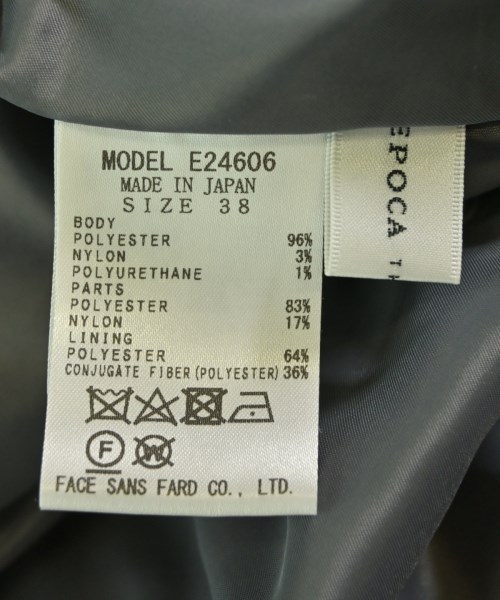 MODEL E24606
MADE IN JAPAN
SIZE 38
BODY
POLYESTER 96%
NYLON 3%
POLYURETHANE 1%
PARTS
POLYESTER 83%
NYLON 17%
LINING
POLYESTER 64%
CONJUGATE FIBER(POLYESTER) 36%
F W
FACE SANS FARD CO., LTD.
EPOCA